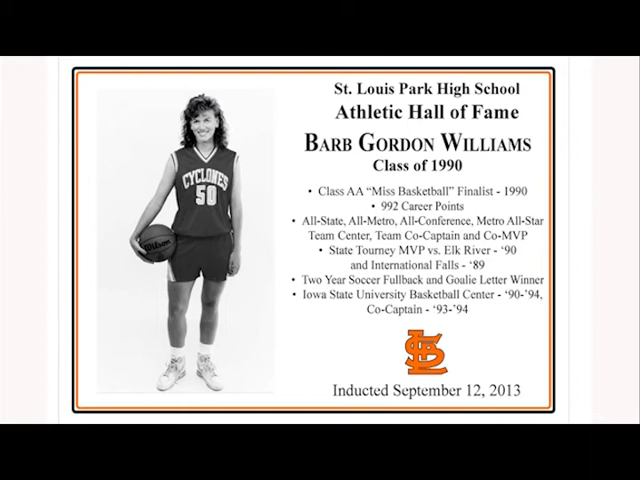 St. Louis Park High School
Athletic Hall of Fame
BARB GORDON WILLIAMS
Class of 1990
• Class AA “Miss Basketball” Finalist - 1990
• 992 Career Points
• All-State, All-Metro, All-Conference, Metro All-Star
Team Center, Team Co-Captain and Co-MVP
• State Tourney MVP vs. Elk River - ‘90
and International Falls - ‘89
• Two Year Soccer Fullback and Goalie Letter Winner
• Iowa State University Basketball Center - ‘90-’94,
Co-Captain - ‘93-’94
Inducted September 12, 2013
CYCLONES
50
Wilson
SL